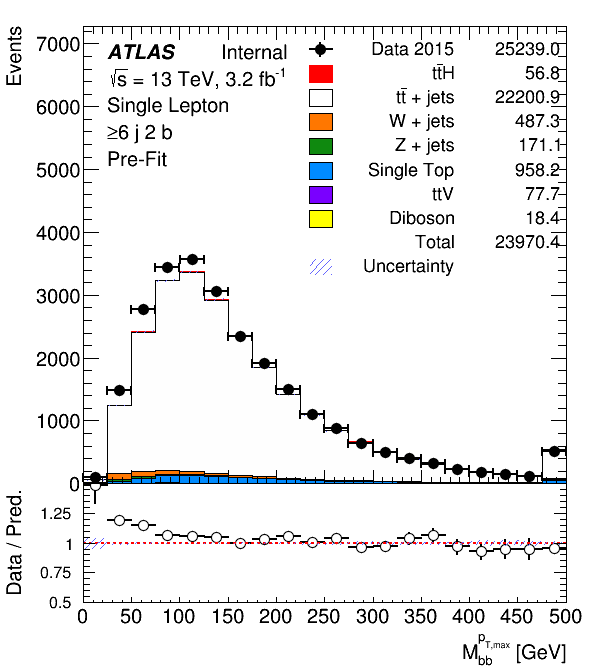 Events
7000
6000
5000
4000
3000
2000
1000
0
ATLAS Internal
√s = 13 TeV, 3.2 fb⁻¹
Single Lepton
≥6 j 2 b
Pre-Fit
Data 2015 25239.0
tt̄H 56.8
tt̄ + jets 22200.9
W + jets 487.3
Z + jets 171.1
Single Top 958.2
ttV 77.7
Diboson 18.4
Total 23970.4
Uncertainty
Data / Pred.
1.25
1
0.75
0.5
0 50 100 150 200 250 300 350 400 450 500
M_bb^{p_T,max} [GeV]